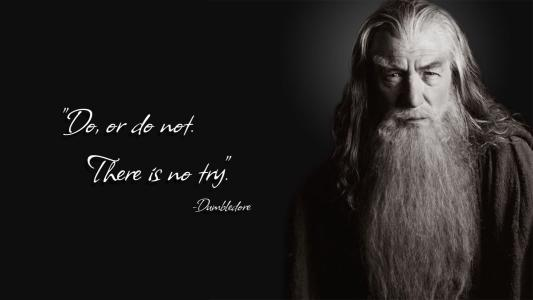 "Do, or do not.
There is no try."
-Dumbledore